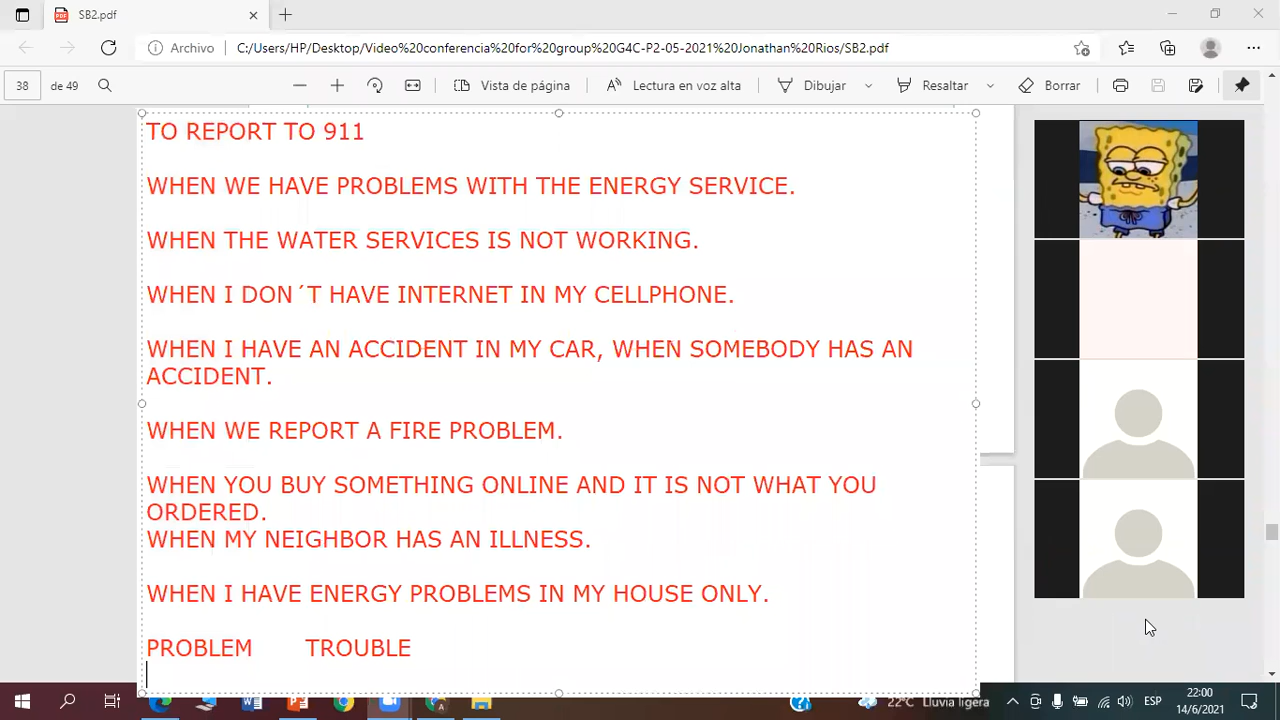 SB2.pdf
Archivo
C:/Users/HP/Desktop/Video%20conferencia%20for%20group%20G4C-P2-05-2021%20Jonathan%20Rios/SB2.pdf
38 de 49
Vista de página
Lectura en voz alta
Dibujar
Resaltar
Borrar
TO REPORT TO 911
WHEN WE HAVE PROBLEMS WITH THE ENERGY SERVICE.
WHEN THE WATER SERVICES IS NOT WORKING.
WHEN I DON´T HAVE INTERNET IN MY CELLPHONE.
WHEN I HAVE AN ACCIDENT IN MY CAR, WHEN SOMEBODY HAS AN
ACCIDENT.
WHEN WE REPORT A FIRE PROBLEM.
WHEN YOU BUY SOMETHING ONLINE AND IT IS NOT WHAT YOU
ORDERED.
WHEN MY NEIGHBOR HAS AN ILLNESS.
WHEN I HAVE ENERGY PROBLEMS IN MY HOUSE ONLY.
PROBLEM TROUBLE
22°C Lluvia ligera
ESP
22:00
14/6/2021